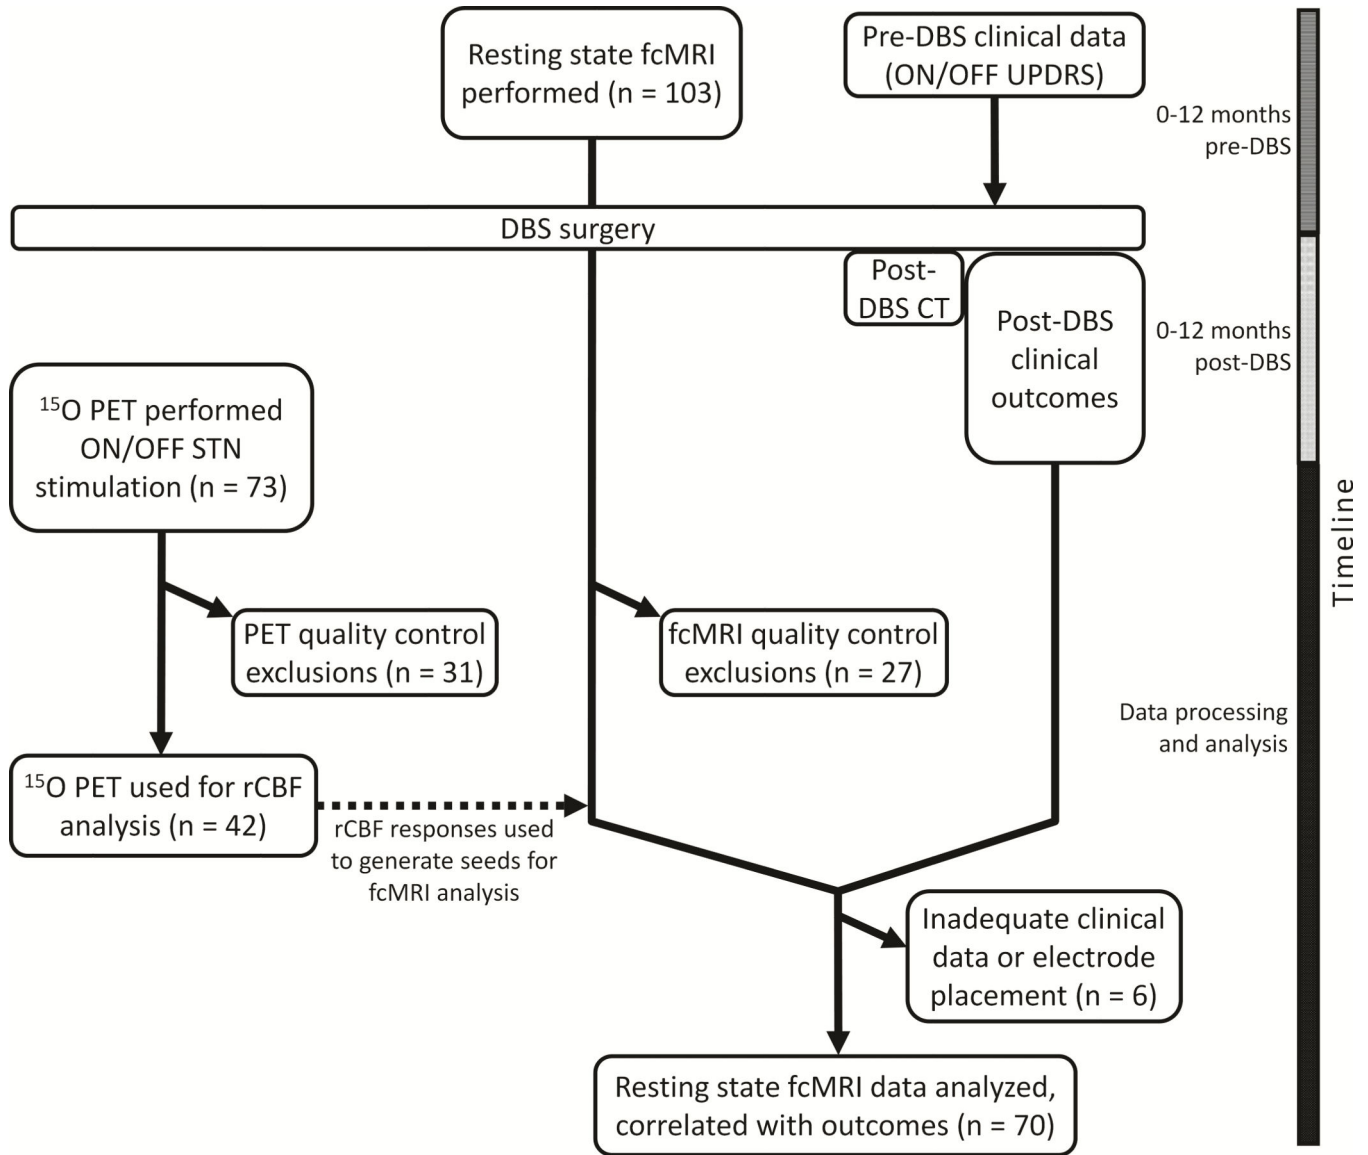 Resting state fcMRI
performed (n = 103)
Pre-DBS clinical data
(ON/OFF UPDRS)
0-12 months
pre-DBS
DBS surgery
Post-
DBS CT
Post-DBS
clinical
outcomes
0-12 months
post-DBS
¹⁵O PET performed
ON/OFF STN
stimulation (n = 73)
Timeline
PET quality control
exclusions (n = 31)
fcMRI quality control
exclusions (n = 27)
Data processing
and analysis
¹⁵O PET used for rCBF
analysis (n = 42)
rCBF responses used
to generate seeds for
fcMRI analysis
Inadequate clinical
data or electrode
placement (n = 6)
Resting state fcMRI data analyzed,
correlated with outcomes (n = 70)